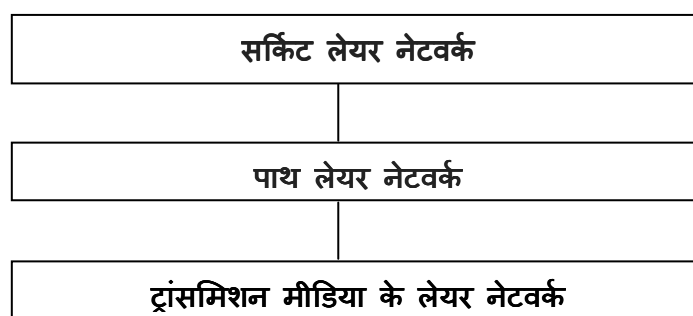 सर्किट लेयर नेटवर्क
पाथ लेयर नेटवर्क
ट्रांसमिशन मीडिया के लेयर नेटवर्क